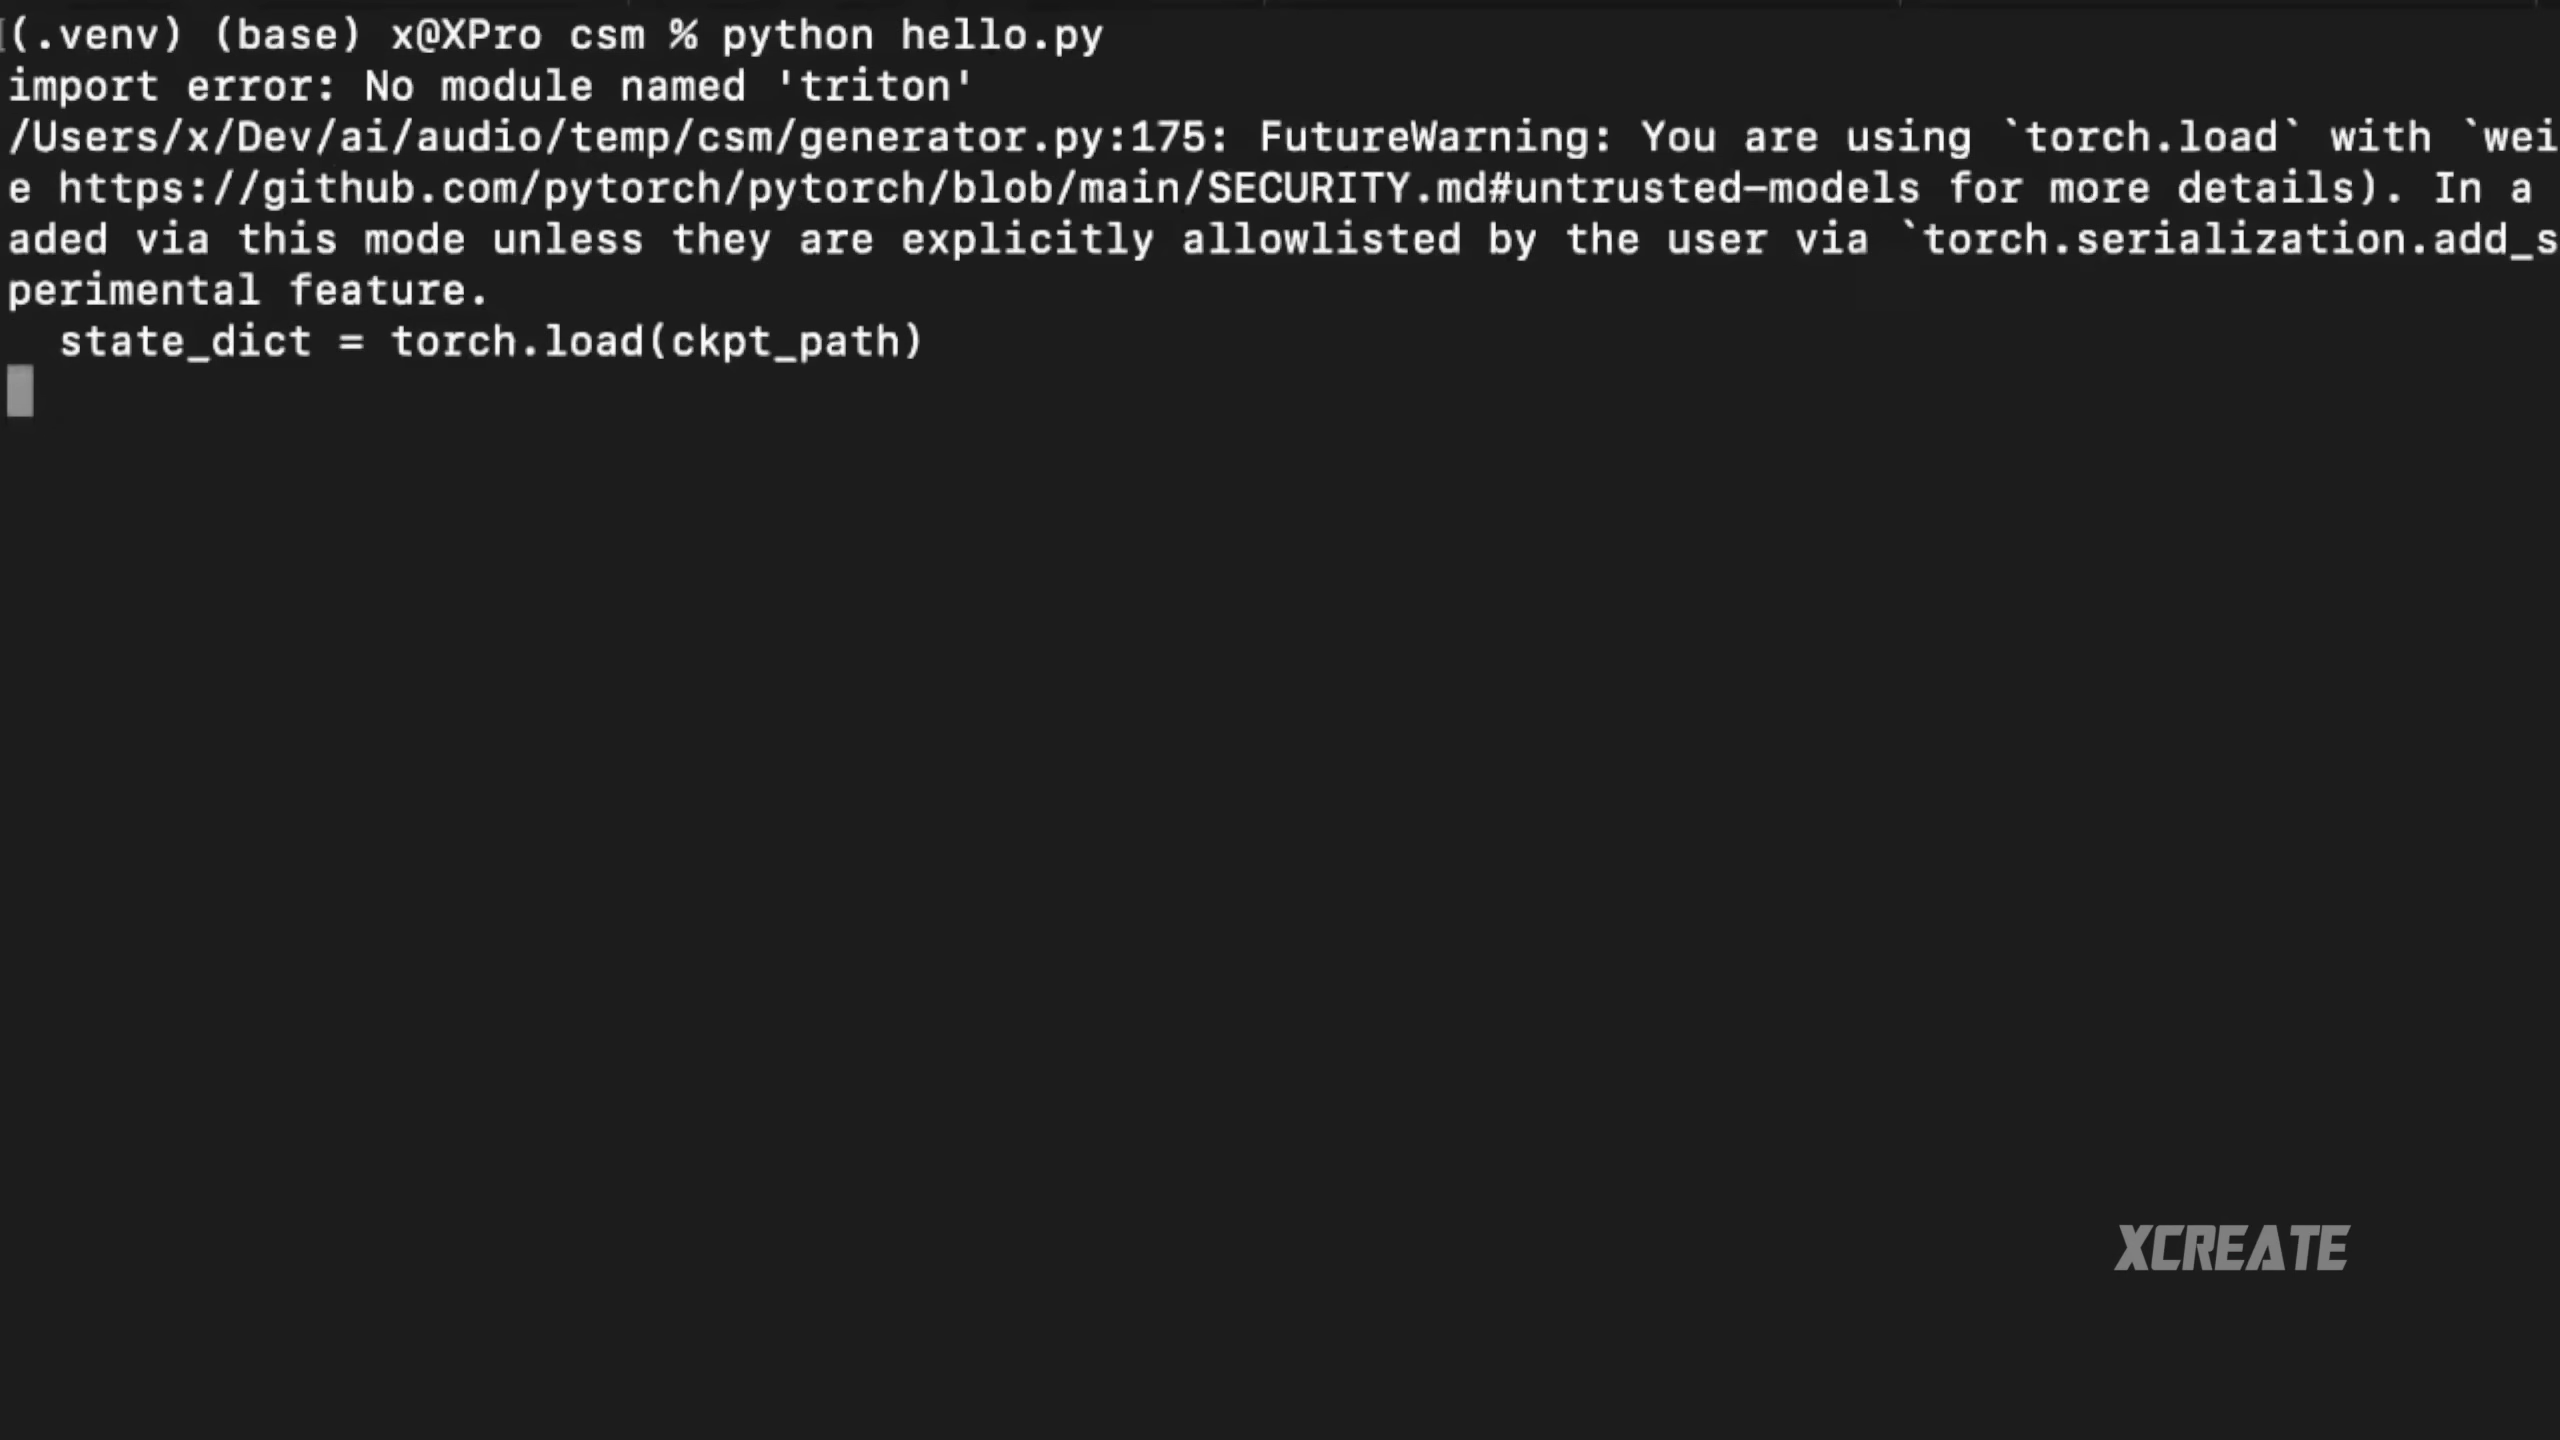 (.venv) (base) x@XPro csm % python hello.py
import error: No module named 'triton'
/Users/x/Dev/ai/audio/temp/csm/generator.py:175: FutureWarning: You are using `torch.load` with `wei
e https://github.com/pytorch/pytorch/blob/main/SECURITY.md#untrusted-models for more details). In a
aded via this mode unless they are explicitly allowlisted by the user via `torch.serialization.add_s
perimental feature.
  state_dict = torch.load(ckpt_path)
XCREATE